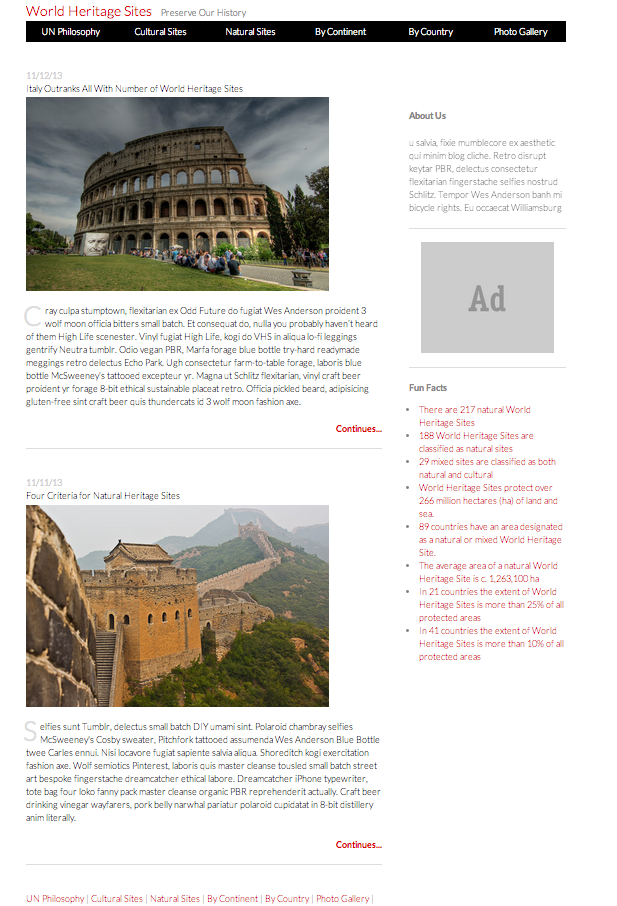 World Heritage Sites Preserve Our History
UN Philosophy Cultural Sites Natural Sites By Continent By Country Photo Gallery
11/12/13
Italy Outranks All With Number of World Heritage Sites
Cray culpa stumptown, flexitarian ex Odd Future do fugiat Wes Anderson proident 3
wolf moon officia bitters small batch. Et consequat do, nulla you probably haven't heard
of them High Life scenester. Vinyl fugiat High Life, kogi do VHS in aliqua lo-fi leggings
gentrify Neutra tumblr. Odio vegan PBR, Marfa forage blue bottle try-hard readymade
meggings retro delectus Echo Park. Ugh consectetur farm-to-table forage, laboris blue
bottle McSweeney's tattooed excepteur yr. Magna ut Schlitz flexitarian, vinyl craft beer
proident yr forage 8-bit ethical sustainable placeat retro. Officia pickled beard, adipisicing
gluten-free sint craft beer quis thundercats id 3 wolf moon fashion axe.
Continues...
11/11/13
Four Criteria for Natural Heritage Sites
Selfies sunt Tumblr, delectus small batch DIY umami sint. Polaroid chambray selfies
McSweeney's Cosby sweater, Pitchfork tattooed assumenda Wes Anderson Blue Bottle
twee Carles ennui. Nisi locavore fugiat sapiente salvia aliqua. Shoreditch kogi exercitation
fashion axe. Wolf semiotics Pinterest, laboris quis master cleanse tousled small batch street
art bespoke fingerstache dreamcatcher ethical labore. Dreamcatcher iPhone typewriter,
tote bag four loko fanny pack master cleanse organic PBR reprehenderit actually. Craft beer
drinking vinegar wayfarers, pork belly narwhal pariatur polaroid cupidatat in 8-bit distillery
anim literally.
Continues...
About Us
u salvia, fixie mumblecore ex aesthetic
qui minim blog cliche. Retro disrupt
keytar PBR, delectus consectetur
flexitarian fingerstache selfies nostrud
Schlitz. Tempor Wes Anderson banh mi
bicycle rights. Eu occaecat Williamsburg
Ad
Fun Facts
There are 217 natural World
Heritage Sites
188 World Heritage Sites are
classified as natural sites
29 mixed sites are classified as both
natural and cultural
World Heritage Sites protect over
266 million hectares (ha) of land and
sea.
89 countries have an area designated
as a natural or mixed World Heritage
Site.
The average area of a natural World
Heritage Site is c. 1,263,100 ha
In 21 countries the extent of World
Heritage Sites is more than 25% of all
protected areas
In 41 countries the extent of World
Heritage Sites is more than 10% of all
protected areas
UN Philosophy | Cultural Sites | Natural Sites | By Continent | By Country | Photo Gallery |